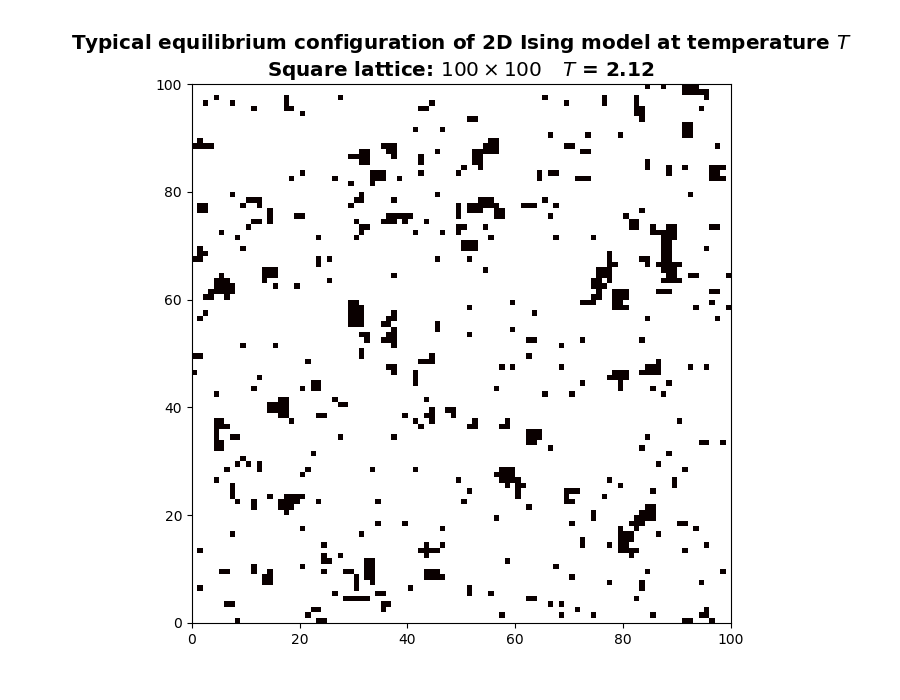 Typical equilibrium configuration of 2D Ising model at temperature T
Square lattice: 100 × 100 T = 2.12
100
80
60
40
20
0
0 20 40 60 80 100